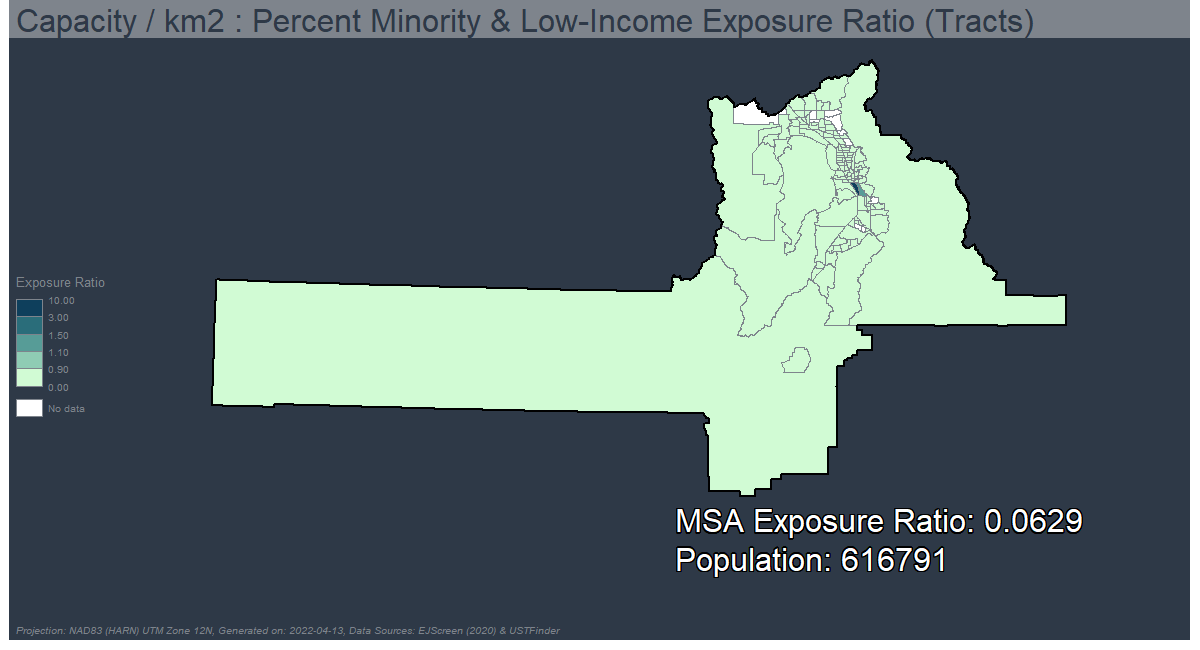 Capacity / km2 : Percent Minority & Low-Income Exposure Ratio (Tracts)
Exposure Ratio
10.00
3.00
1.50
1.10
0.90
0.00
No data
MSA Exposure Ratio: 0.0629
Population: 616791
Projection: NAD83 (HARN) UTM Zone 12N, Generated on: 2022-04-13, Data Sources: EJScreen (2020) & USTFinder